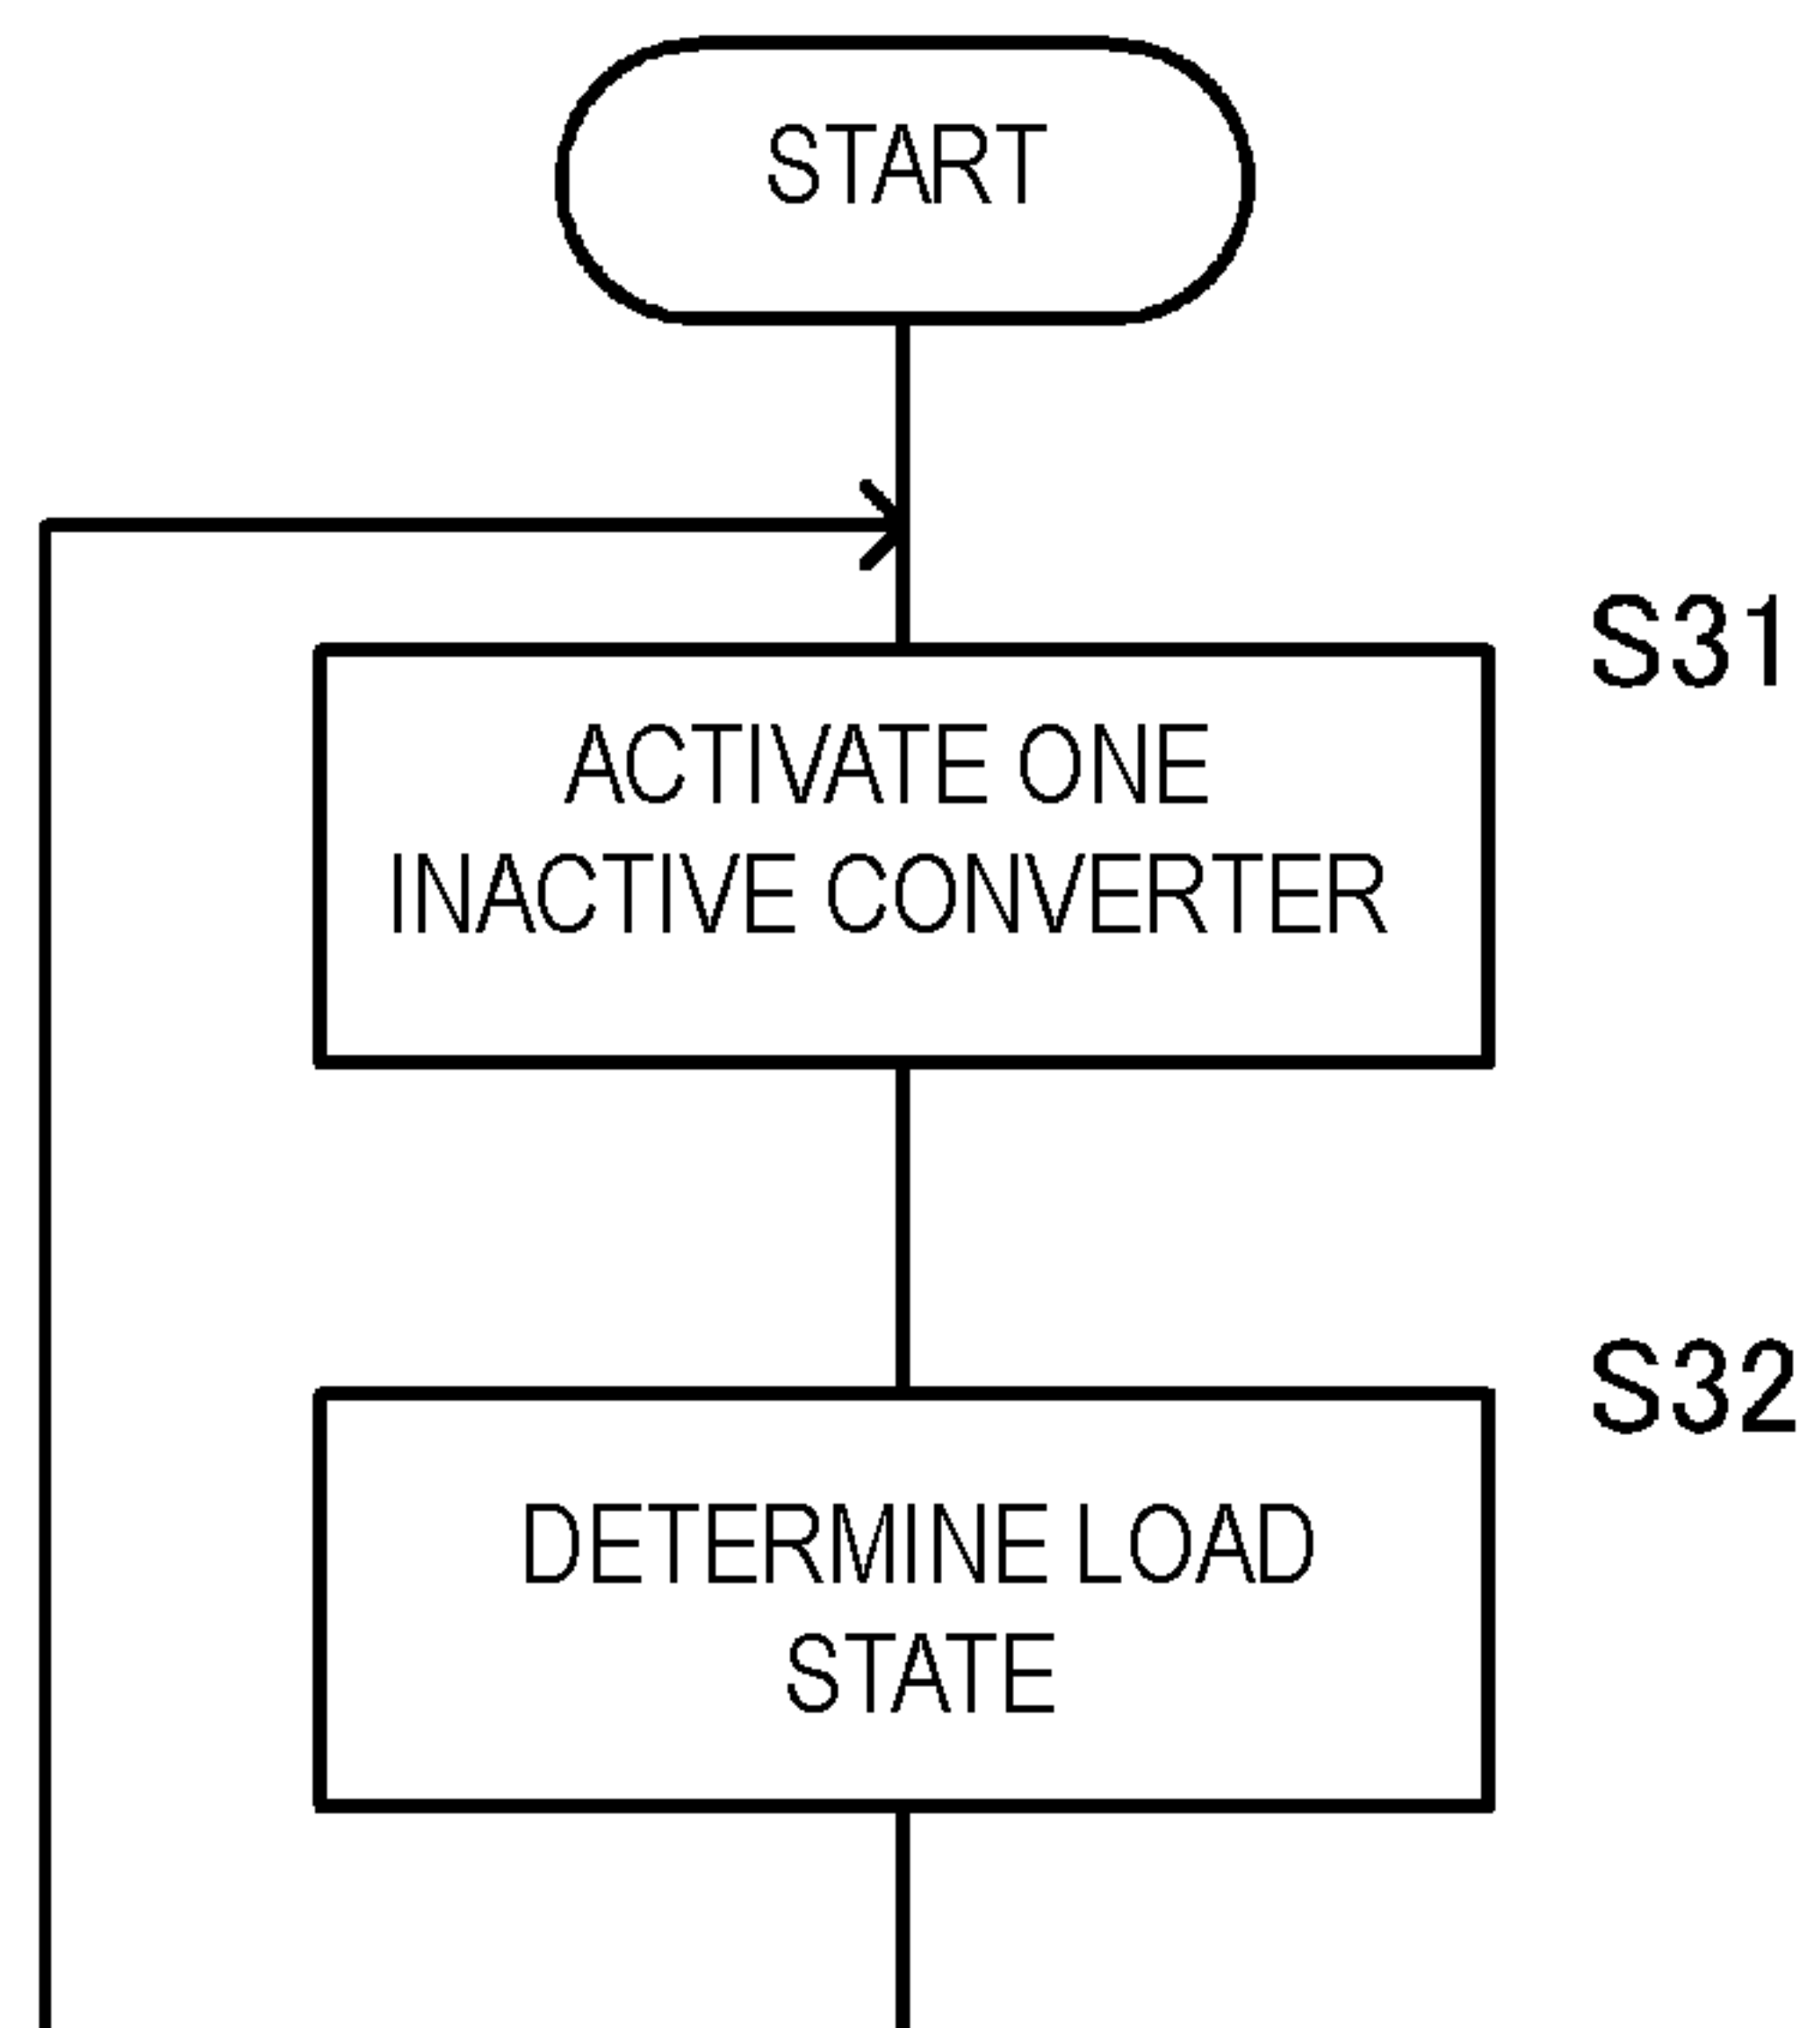 START
S31
ACTIVATE ONE
INACTIVE CONVERTER
S32
DETERMINE LOAD
STATE